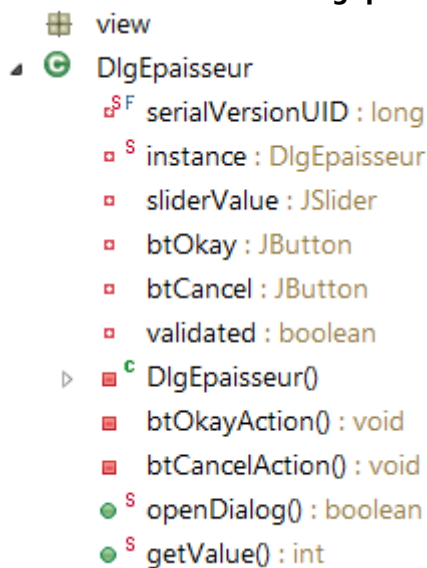 view
DlgEpaisseur
SF serialVersionUID : long
S instance : DlgEpaisseur
sliderValue : JSlider
btOkay : JButton
btCancel : JButton
validated : boolean
C DlgEpaisseur()
btOkayAction() : void
btCancelAction() : void
S openDialog() : boolean
S getValue() : int